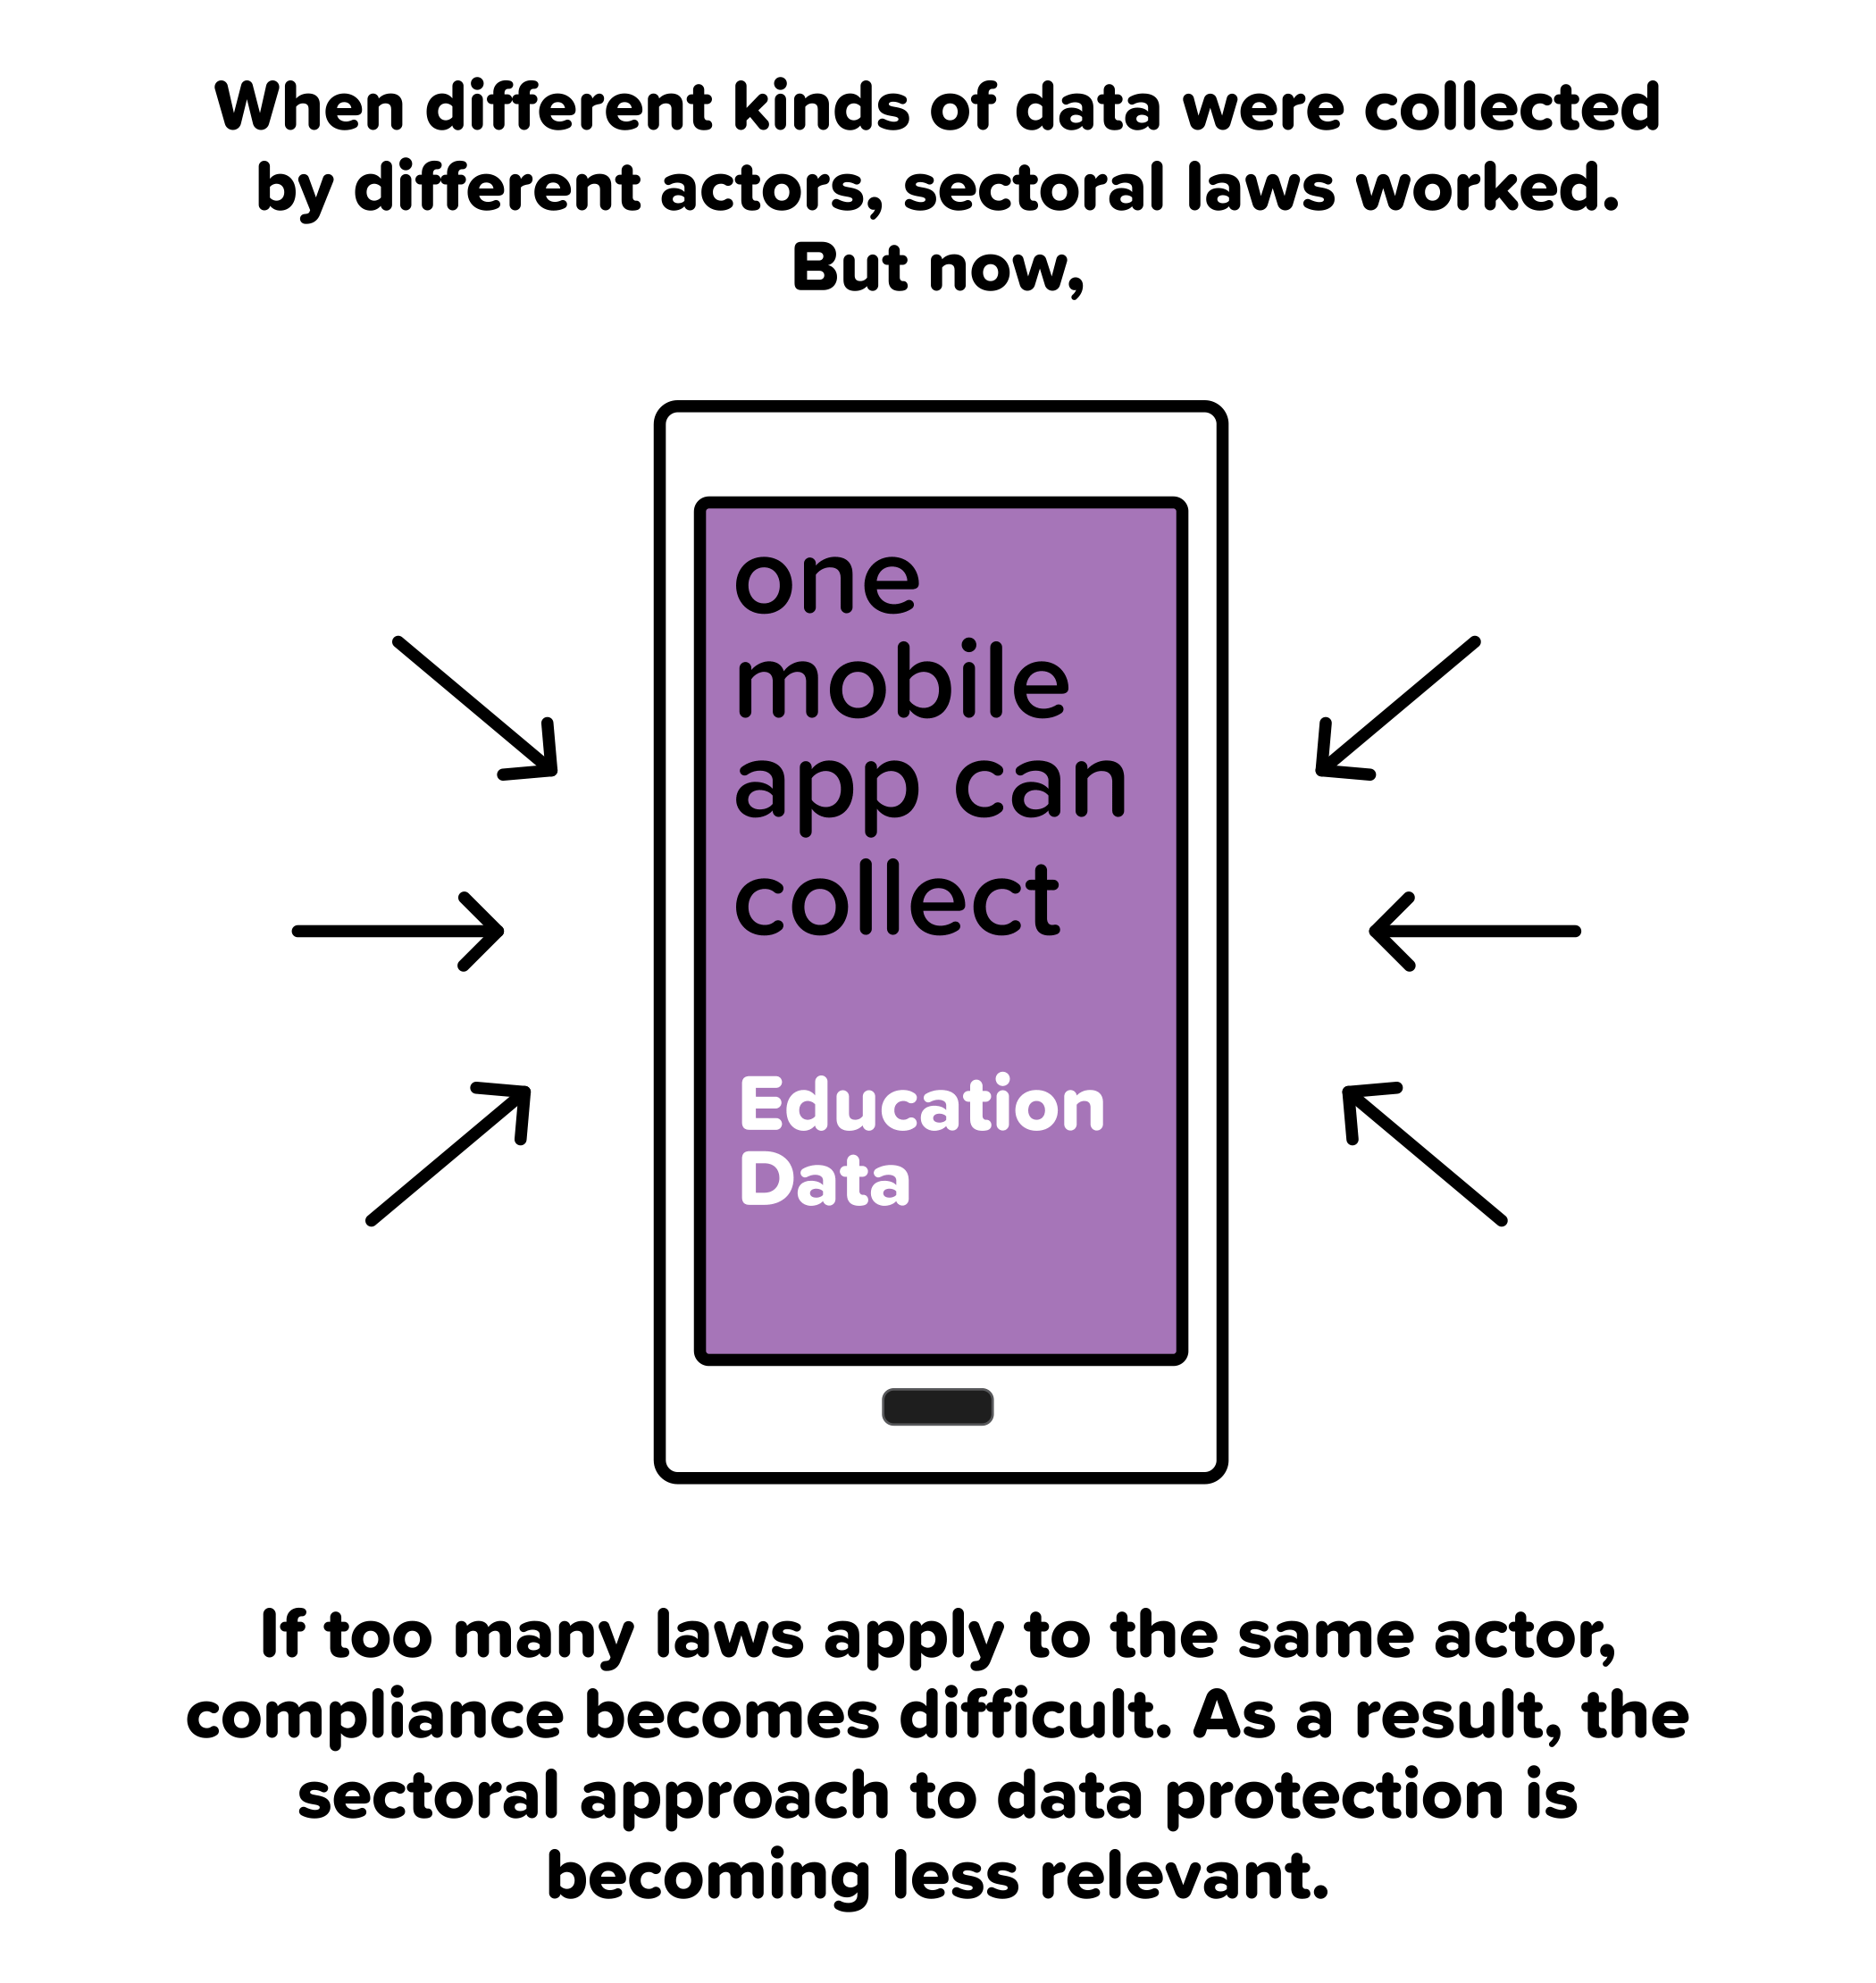 When different kinds of data were collected
by different actors, sectoral laws worked.
But now,
one
mobile
app can
collect
Education
Data
If too many laws apply to the same actor,
compliance becomes difficult. As a result, the
sectoral approach to data protection is
becoming less relevant.